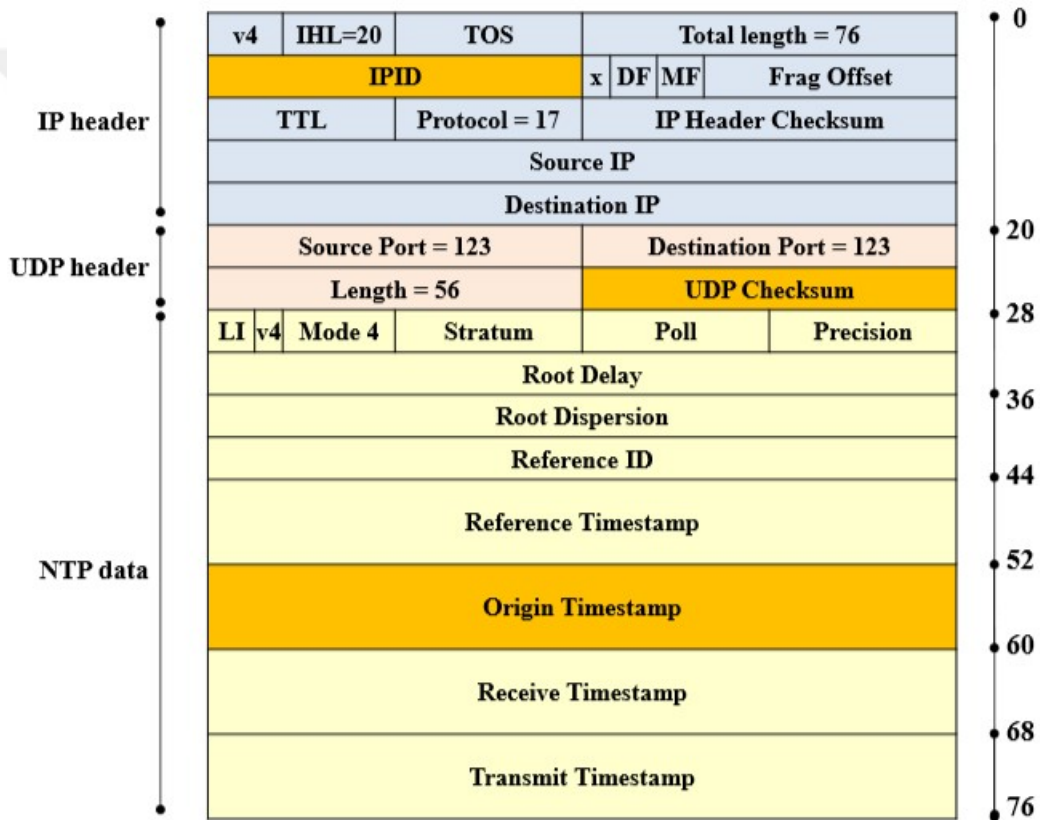 v4 IHL=20 TOS Total length = 76 0
IPID x DF MF Frag Offset
IP header TTL Protocol = 17 IP Header Checksum
Source IP
Destination IP
Source Port = 123 Destination Port = 123 20
UDP header
Length = 56 UDP Checksum
LI v4 Mode 4 Stratum Poll Precision 28
Root Delay
36
Root Dispersion
Reference ID
44
Reference Timestamp
52
NTP data
Origin Timestamp
60
Receive Timestamp
68
Transmit Timestamp
76